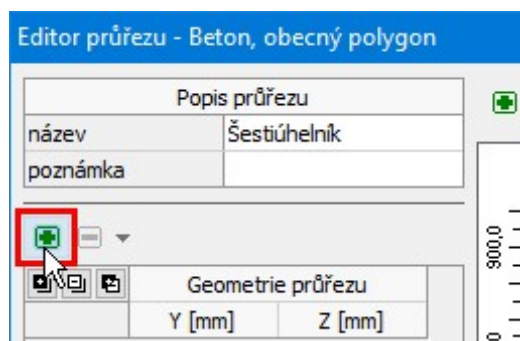 Editor průřezu - Beton, obecný polygon
Popis průřezu
název Šestiúhelník
poznámka
900,0
Geometrie průřezu
Y [mm] Z [mm]